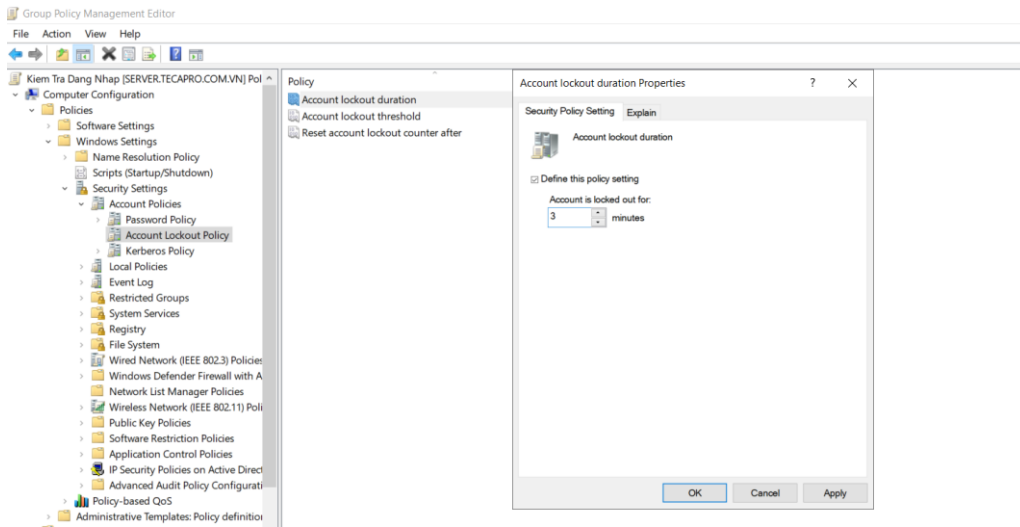 Group Policy Management Editor
File Action View Help
Kiem Tra Dang Nhap [SERVER.TECAPRO.COM.VN] Pol
Computer Configuration
Policies
Software Settings
Windows Settings
Name Resolution Policy
Scripts (Startup/Shutdown)
Security Settings
Account Policies
Password Policy
Account Lockout Policy
Kerberos Policy
Local Policies
Event Log
Restricted Groups
System Services
Registry
File System
Wired Network (IEEE 802.3) Policies
Windows Defender Firewall with A
Network List Manager Policies
Wireless Network (IEEE 802.11) Poli
Public Key Policies
Software Restriction Policies
Application Control Policies
IP Security Policies on Active Direct
Advanced Audit Policy Configurati
Policy-based QoS
Administrative Templates: Policy definition
Policy
Account lockout duration
Account lockout threshold
Reset account lockout counter after
Account lockout duration Properties ?
Security Policy Setting Explain
Account lockout duration
Define this policy setting
Account is locked out for:
3 minutes
OK Cancel Apply